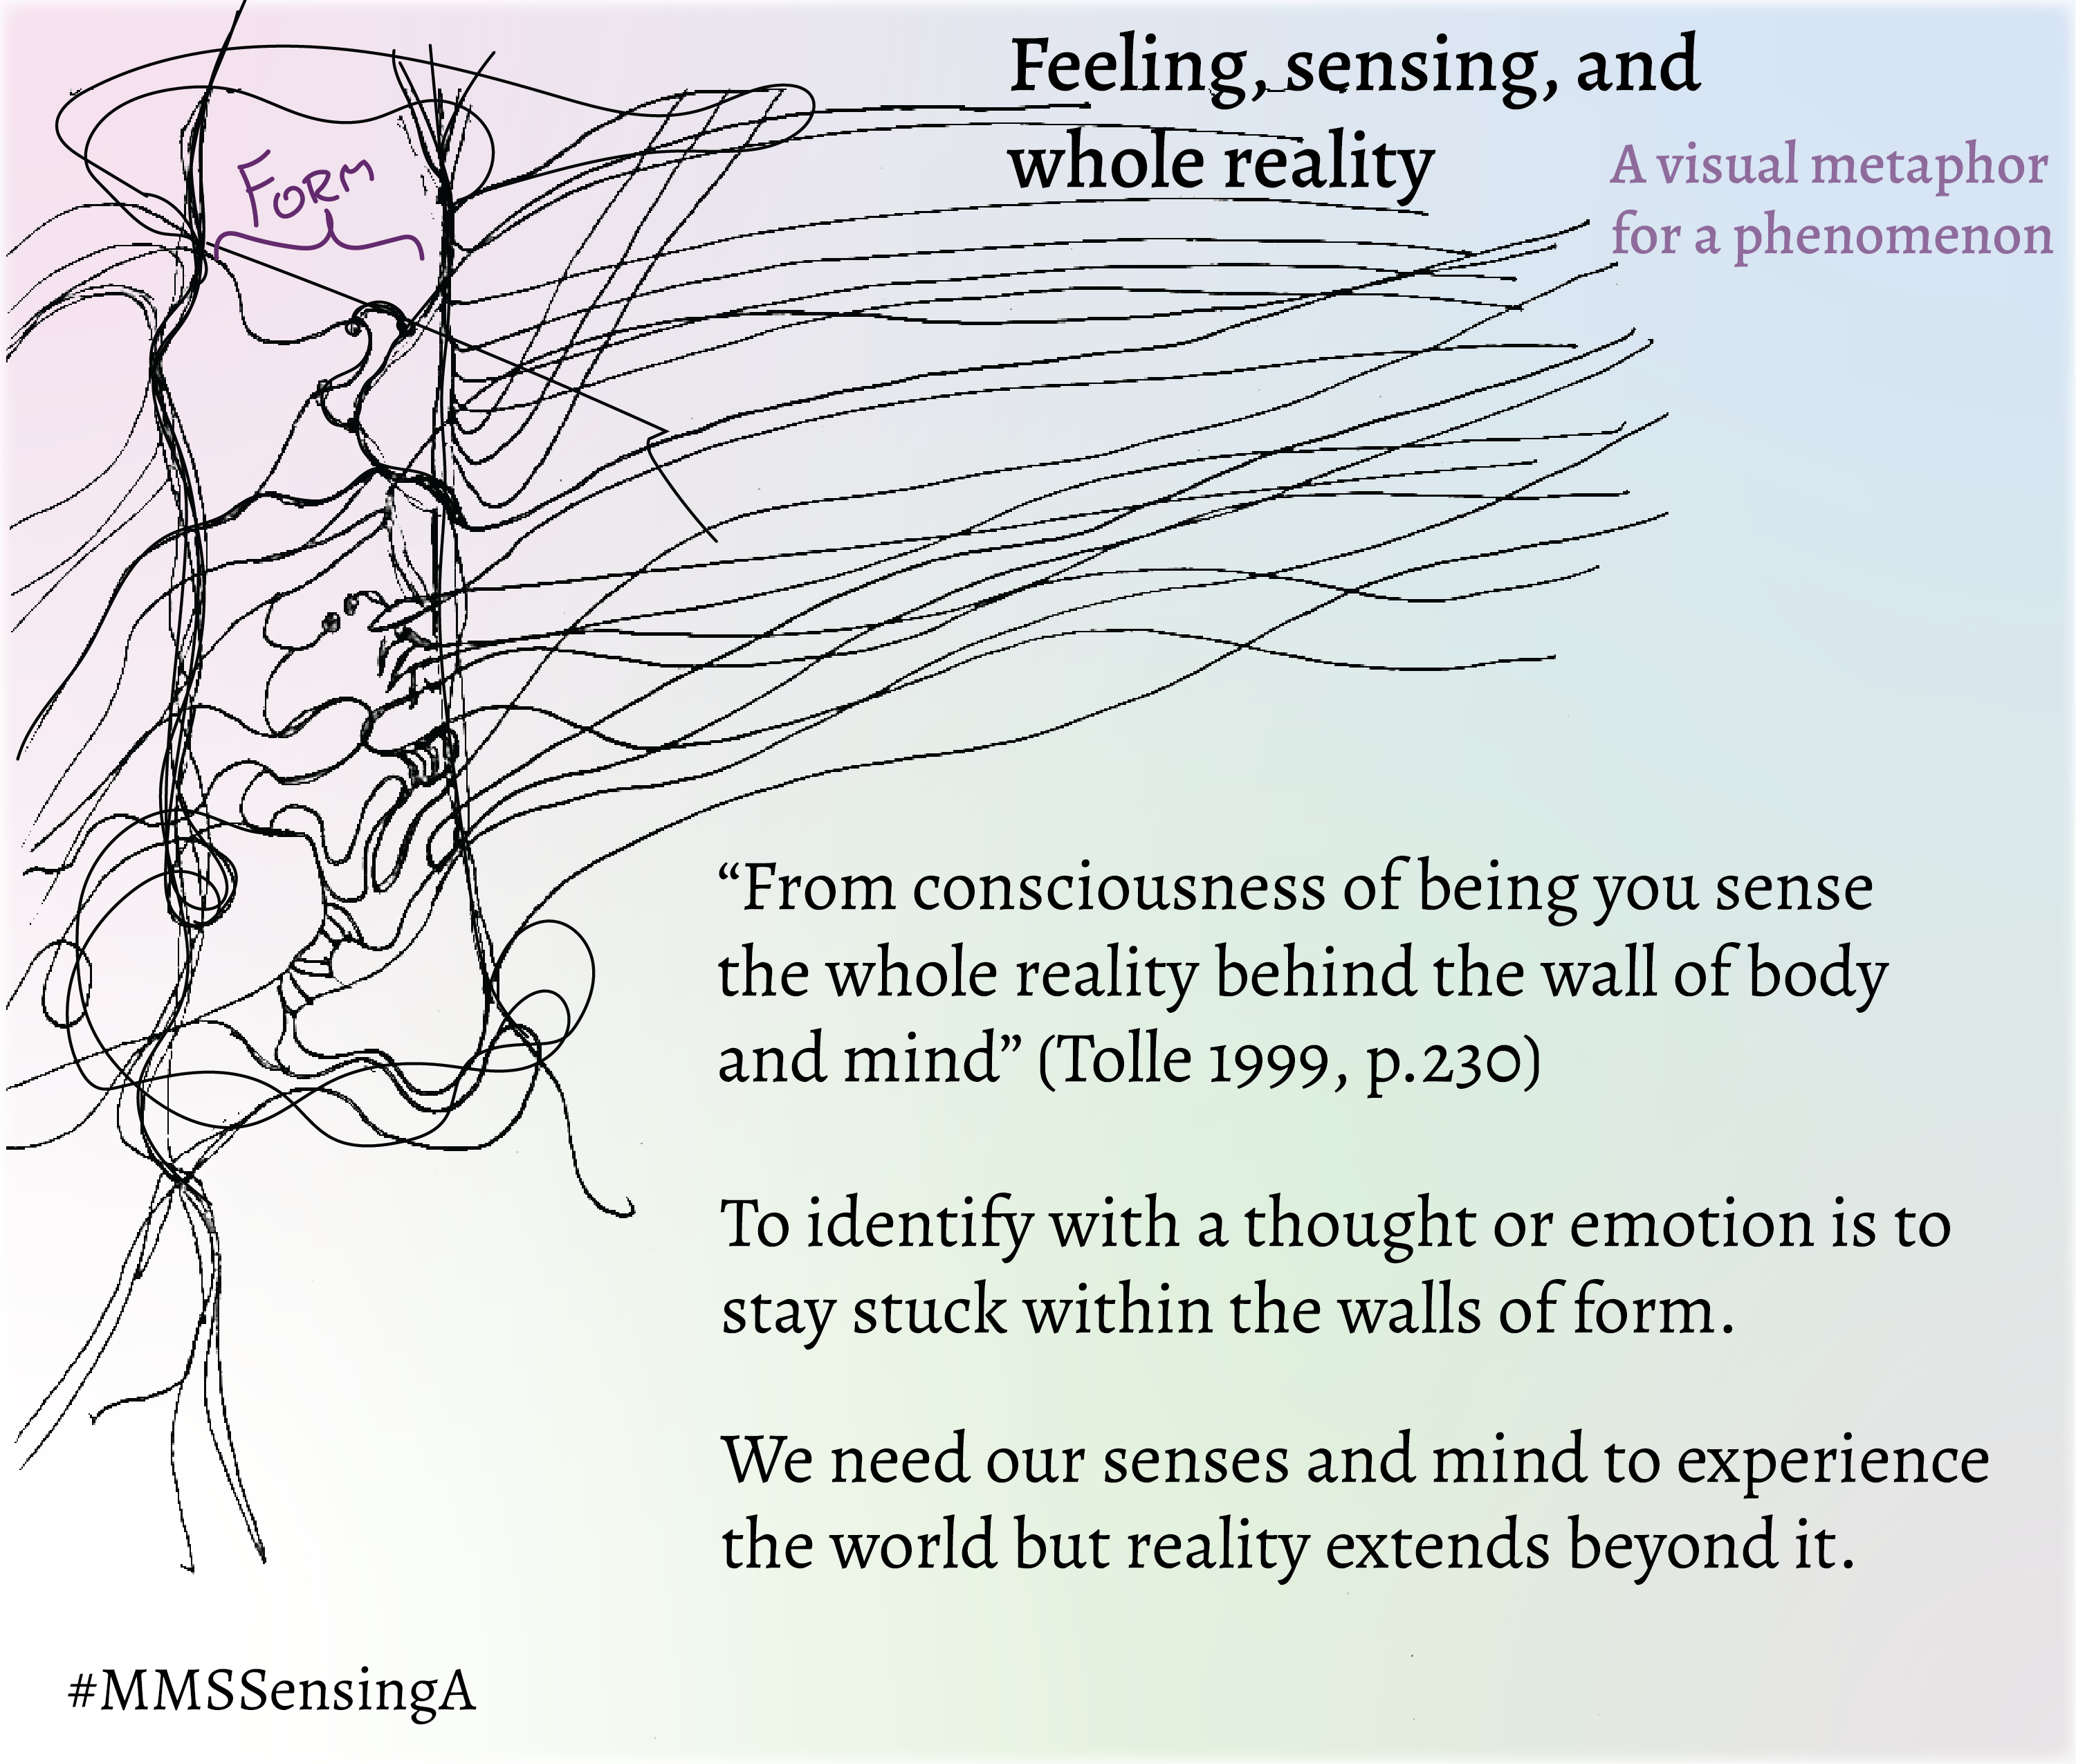 Feeling, sensing, and
whole reality
A visual metaphor
for a phenomenon
FORM
“From consciousness of being you sense
the whole reality behind the wall of body
and mind” (Tolle 1999, p.230)
To identify with a thought or emotion is to
stay stuck within the walls of form.
We need our senses and mind to experience
the world but reality extends beyond it.
#MMSSensingA